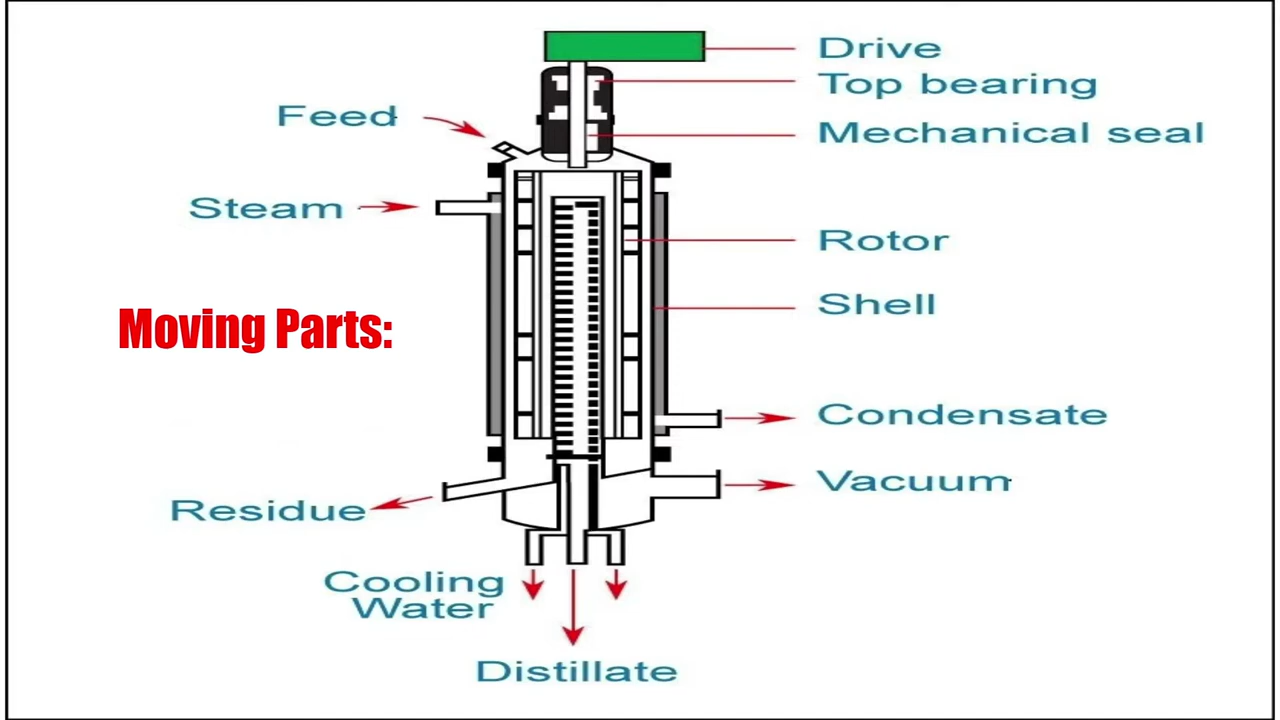 Drive
Top bearing
Feed
Mechanical seal
Steam
Rotor
Shell
Moving Parts:
Condensate
Vacuum
Residue
Cooling
Water
Distillate